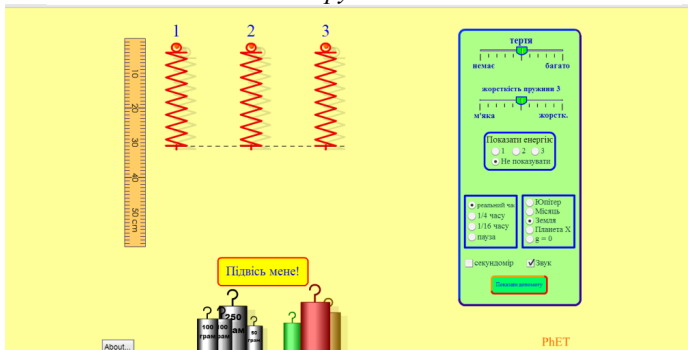 1 2 3
тертя
немає багато
жорсткість пружини 3
м'яка жорстк.
10
20
30
40
50 cm
Показати енергію:
1 2 3
Не показувати
реальний час
1/4 часу
1/16 часу
пауза
Юпітер
Місяць
Земля
Планета X
g = 0
секундомір Звук
Підвісь мене!
250
100 100 50
грам грам
About...
PhET